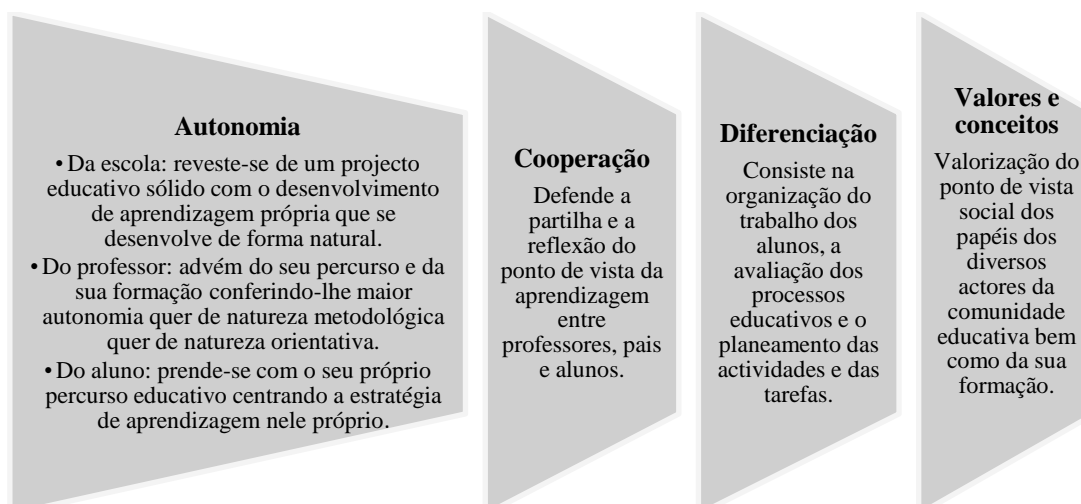 Autonomia
• Da escola: reveste-se de um projecto
educativo sólido com o desenvolvimento
de aprendizagem própria que se
desenvolve de forma natural.
• Do professor: advém do seu percurso e da
sua formação conferindo-lhe maior
autonomia quer de natureza metodológica
quer de natureza orientativa.
• Do aluno: prende-se com o seu próprio
percurso educativo centrando a estratégia
de aprendizagem nele próprio.
Cooperação
Defende a
partilha e a
reflexão do
ponto de vista da
aprendizagem
entre
professores, pais
e alunos.
Diferenciação
Consiste na
organização do
trabalho dos
alunos, a
avaliação dos
processos
educativos e o
planeamento das
actividades e das
tarefas.
Valores e
conceitos
Valorização do
ponto de vista
social dos
papéis dos
diversos
actores da
comunidade
educativa bem
como da sua
formação.